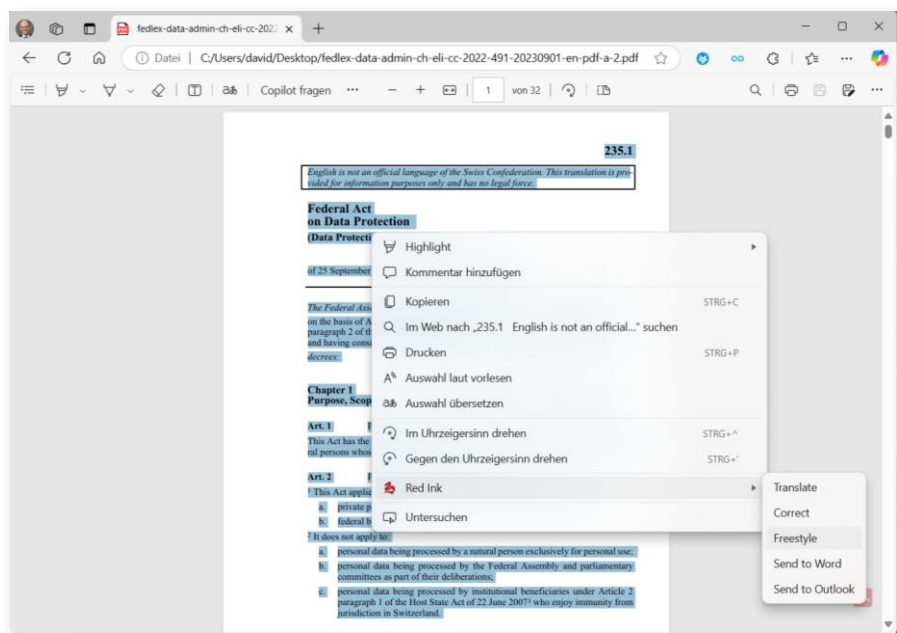 fedlex-data-admin-ch-eli-cc-2022
Datei | C:/Users/david/Desktop/fedlex-data-admin-ch-eli-cc-2022-491-20230901-en-pdf-a-2.pdf
Copilot fragen
1 von 32
235.1
English is not an official language of the Swiss Confederation. This translation is pro-
vided for information purposes only and has no legal force.
Federal Act
on Data Protection
(Data Protecti
of 25 September
The Federal Ass
on the basis of A
paragraph 2 of th
and having consi
decrees:
Chapter 1
Purpose, Scop
Art. 1
This Act has the
ral persons whos
Art. 2
1 This Act applie
a. private p
b. federal b
2 It does not apply to:
a. personal data being processed by a natural person exclusively for personal use;
b. personal data being processed by the Federal Assembly and parliamentary
committees as part of their deliberations;
c. personal data being processed by institutional beneficiaries under Article 2
paragraph 1 of the Host State Act of 22 June 2007³ who enjoy immunity from
jurisdiction in Switzerland.
Highlight
Kommentar hinzufügen
Kopieren STRG+C
Im Web nach „235.1 English is not an official..." suchen
Drucken STRG+P
Auswahl laut vorlesen
Auswahl übersetzen
Im Uhrzeigersinn drehen STRG+^
Gegen den Uhrzeigersinn drehen STRG+´
Red Ink
Untersuchen
Translate
Correct
Freestyle
Send to Word
Send to Outlook